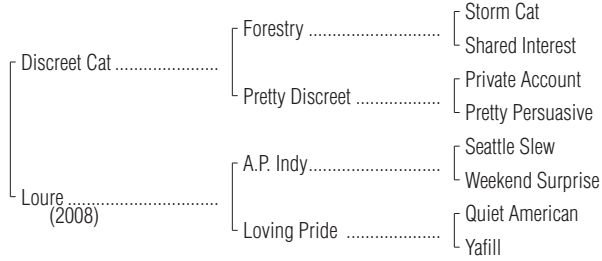 Storm Cat
Forestry
Shared Interest
Discreet Cat
Private Account
Pretty Discreet
Pretty Persuasive
Seattle Slew
A.P. Indy
Weekend Surprise
Loure
(2008)
Quiet American
Loving Pride
Yafill